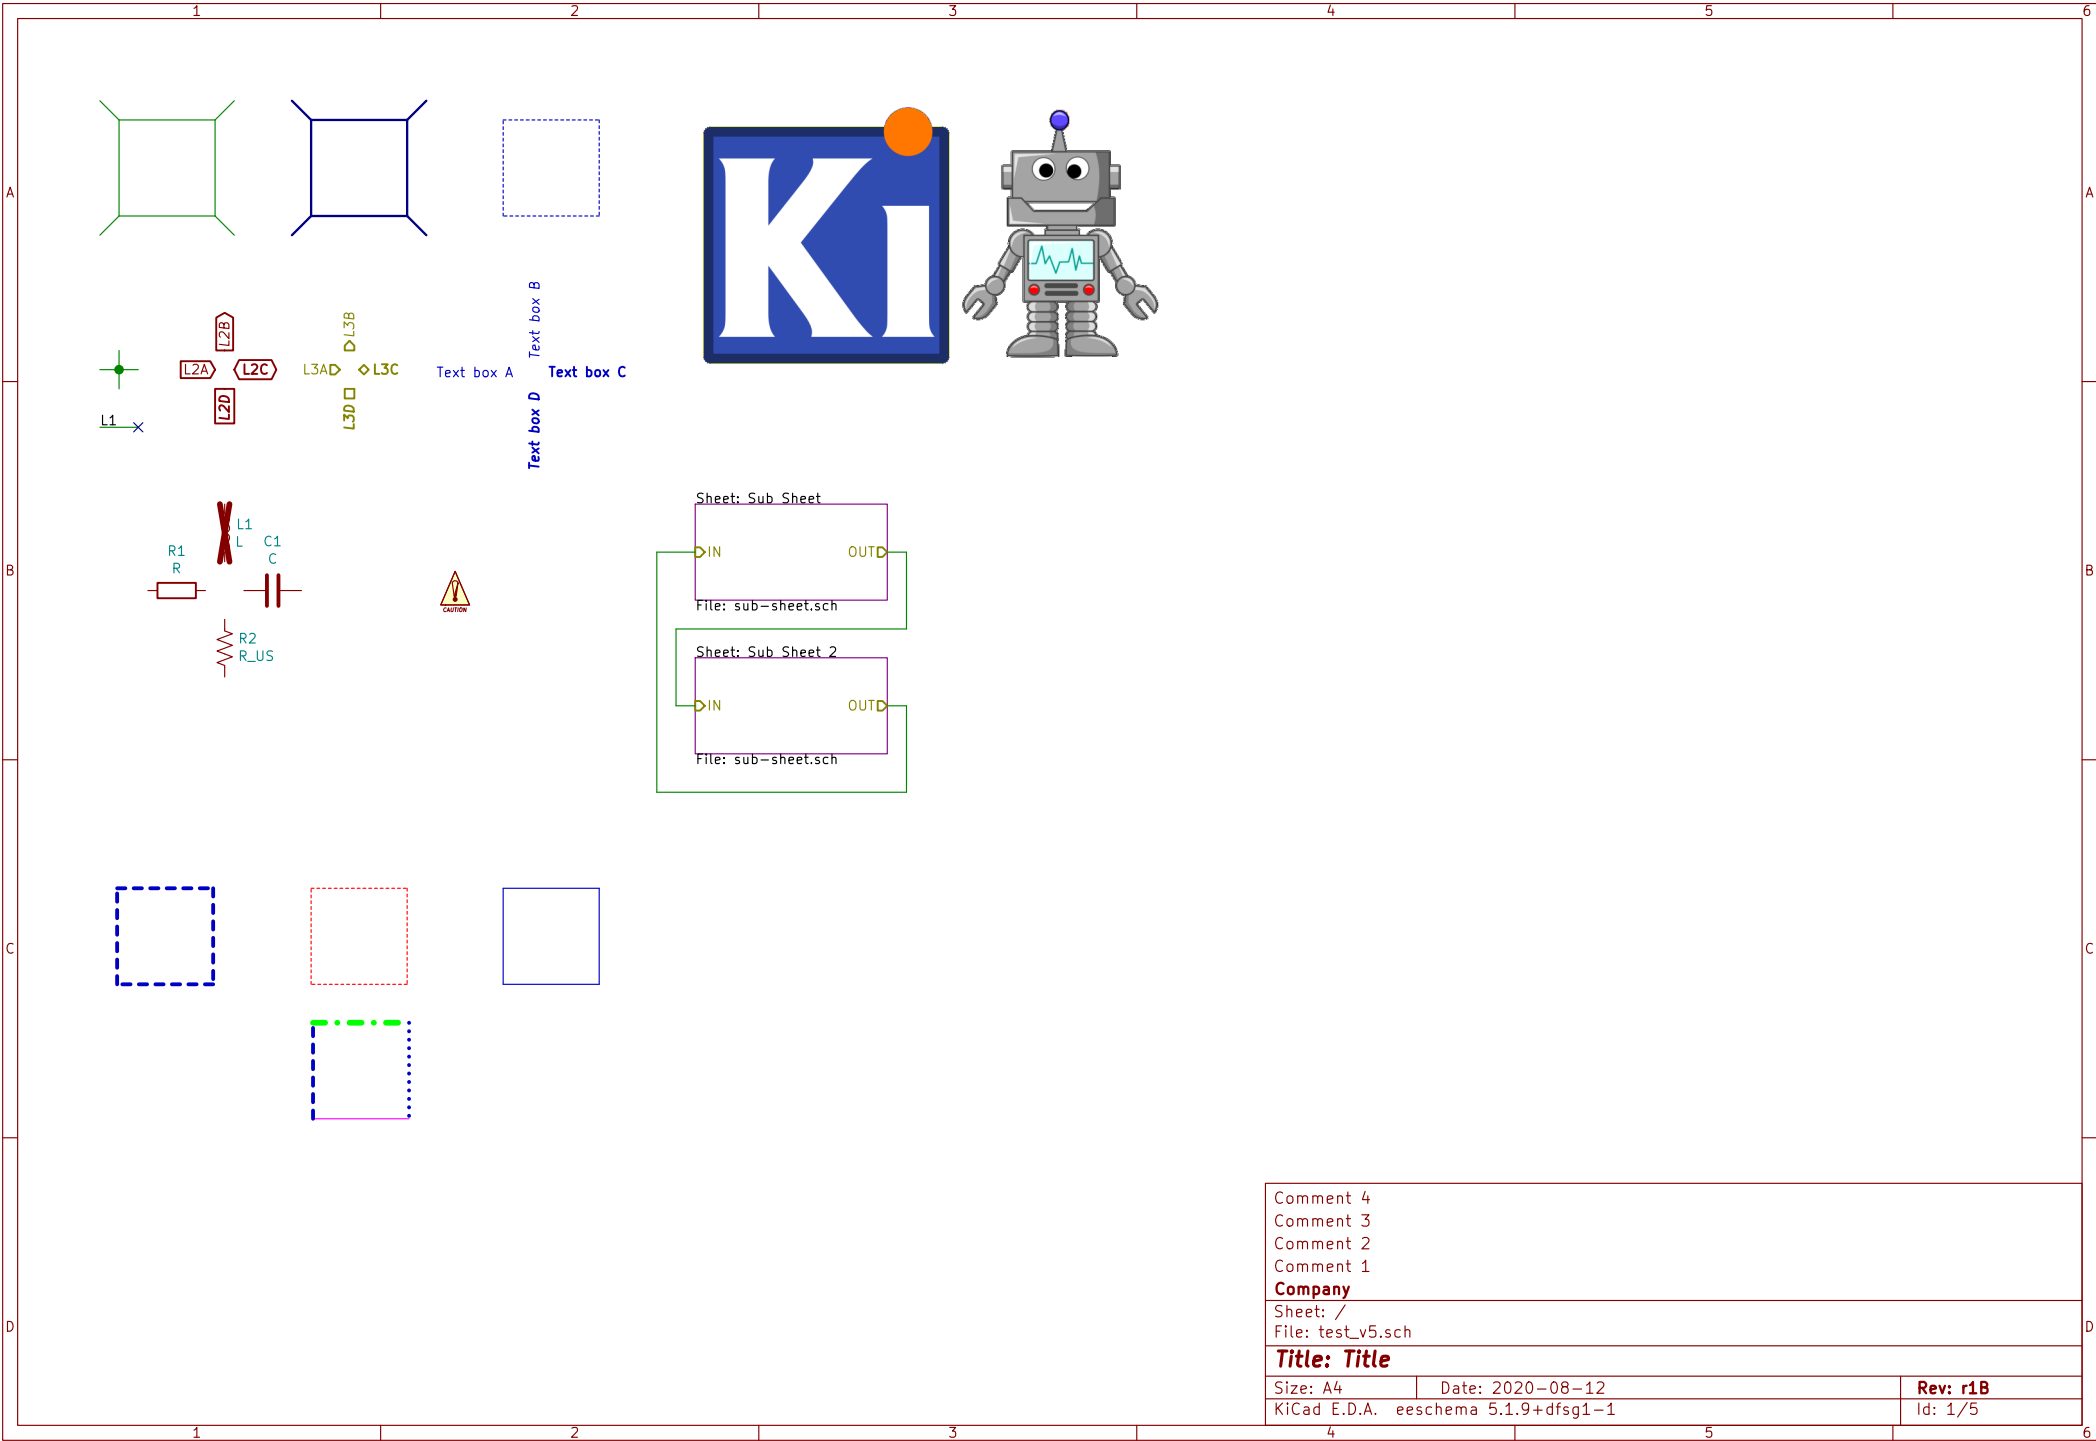 1 2 3 4 5 6
A A
Ki
L2B
L3B
Text box B
L2A L2C
L3A L3C
Text box A Text box C
L2D
L3D
Text box D
L1
Sheet: Sub Sheet
L1
L
R1
R
C1
C
IN OUT
B B
CAUTION
File: sub-sheet.sch
R2
R_US
Sheet: Sub Sheet 2
IN OUT
File: sub-sheet.sch
C C
Comment 4
Comment 3
Comment 2
Comment 1
Company
Sheet: /
File: test_v5.sch
D D
Title: Title
Size: A4 Date: 2020-08-12 Rev: r1B
KiCad E.D.A. eeschema 5.1.9+dfsg1-1 Id: 1/5
1 2 3 4 5 6